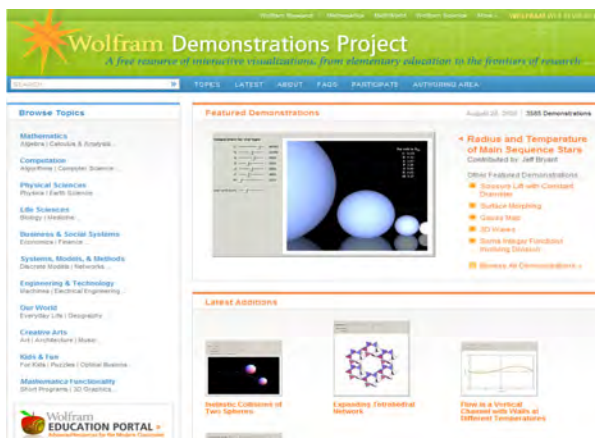 Wolfram Research Mathematica MathWorld Wolfram Science More
Wolfram Demonstrations Project
A free resource of interactive visualizations, from elementary education to the frontiers of research
SEARCH
TOPICS LATEST ABOUT FAQS PARTICIPATE AUTHORING AREA
Browse Topics
Mathematics
Algebra | Calculus & Analysis ...
Computation
Algorithms | Computer Science ...
Physical Sciences
Physics | Earth Science ...
Life Sciences
Biology | Medicine ...
Business & Social Systems
Economics | Finance ...
Systems, Models, & Methods
Discrete Models | Networks ...
Engineering & Technology
Machines | Electrical Engineering ...
Our World
Everyday Life | Geography ...
Creative Arts
Art | Architecture | Music ...
Kids & Fun
For Kids | Puzzles | Optical Illusions...
Mathematica Functionality
Short Programs | 3D Graphics ...
Wolfram
EDUCATION PORTAL »
Featured Demonstrations
Demonstrations
Radius and Temperature
of Main Sequence Stars
Contributed by: Jeff Bryant
Other Featured Demonstrations...
Scissors Lift with Constant
Diameter
Surface Morphing
Gauss Map
3D Waves
Some Integer Functions
Involving Division
Browse All Demonstrations »
Latest Additions
Inelastic Collisions of
Two Spheres
Expanding Tetrahedral
Network
Flow in a Vertical
Channel with Walls at
Different Temperatures